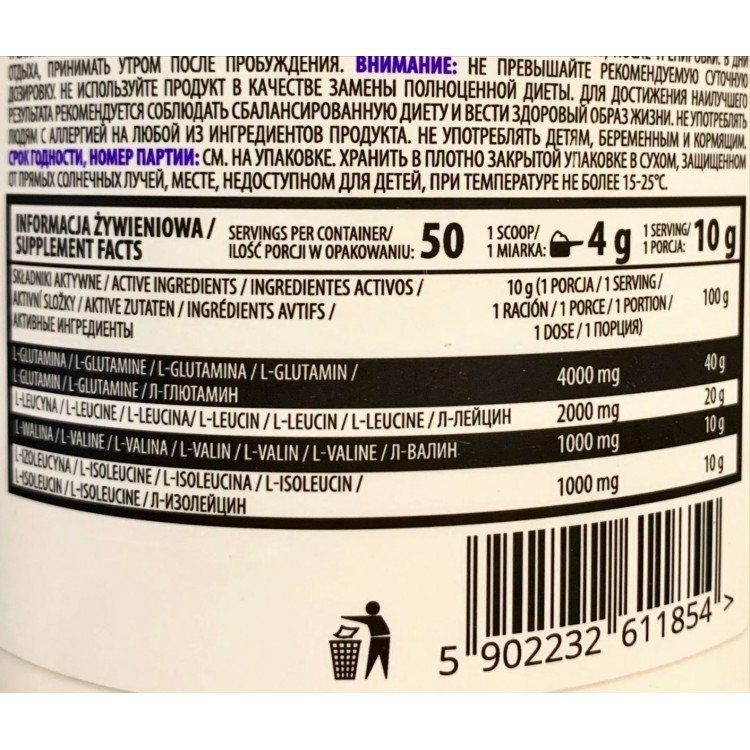 ОТДЫХА, ПРИНИМАТЬ УТРОМ ПОСЛЕ ПРОБУЖДЕНИЯ. ВНИМАНИЕ: НЕ ПРЕВЫШАЙТЕ РЕКОМЕНДУЕМУЮ СУТОЧНУЮ
ДОЗИРОВКУ. НЕ ИСПОЛЬЗУЙТЕ ПРОДУКТ В КАЧЕСТВЕ ЗАМЕНЫ ПОЛНОЦЕННОЙ ДИЕТЫ. ДЛЯ ДОСТИЖЕНИЯ НАИЛУЧШЕГО
РЕЗУЛЬТАТА РЕКОМЕНДУЕТСЯ СОБЛЮДАТЬ СБАЛАНСИРОВАННУЮ ДИЕТУ И ВЕСТИ ЗДОРОВЫЙ ОБРАЗ ЖИЗНИ. НЕ УПОТРЕБЛЯТЬ
ЛЮДЯМ С АЛЛЕРГИЕЙ НА ЛЮБОЙ ИЗ ИНГРЕДИЕНТОВ ПРОДУКТА. НЕ УПОТРЕБЛЯТЬ ДЕТЯМ, БЕРЕМЕННЫМ И КОРМЯЩИМ.
СРОК ГОДНОСТИ, НОМЕР ПАРТИИ: СМ. НА УПАКОВКЕ. ХРАНИТЬ В ПЛОТНО ЗАКРЫТОЙ УПАКОВКЕ В СУХОМ, ЗАЩИЩЕННОМ
ОТ ПРЯМЫХ СОЛНЕЧНЫХ ЛУЧЕЙ, МЕСТЕ, НЕДОСТУПНОМ ДЛЯ ДЕТЕЙ, ПРИ ТЕМПЕРАТУРЕ НЕ БОЛЕЕ 15-25°C.
INFORMACJA ŻYWIENIOWA /
SUPPLEMENT FACTS
SERVINGS PER CONTAINER/
ILOŚĆ PORCJI W OPAKOWANIU: 50
1 SCOOP/
1 MIARKA: 4 g
1 SERVING/
1 PORCJA: 10 g
SKŁADNIKI AKTYWNE / ACTIVE INGREDIENTS / INGREDIENTES ACTIVOS /
AKTIVNÍ SLOŽKY / AKTIVE ZUTATEN / INGRÉDIENTS AVTIFS /
АКТИВНЫЕ ИНГРЕДИЕНТЫ
10 g (1 PORCJA / 1 SERVING /
1 RACIÓN / 1 PORCE / 1 PORTION /
1 DOSE / 1 ПОРЦИЯ)
100 g
L-GLUTAMINA / L-GLUTAMINE / L-GLUTAMINA / L-GLUTAMIN /
L-GLUTAMIN / L-GLUTAMINE / Л-ГЛЮТАМИН
4000 mg 40 g
L-LEUCYNA / L-LEUCINE / L-LEUCINA/ L-LEUCIN / L-LEUCIN / L-LEUCINE / Л-ЛЕЙЦИН 2000 mg 20 g
L-WALINA / L-VALINE / L-VALINA / L-VALIN / L-VALIN / L-VALINE / Л-ВАЛИН 1000 mg 10 g
L-IZOLEUCYNA / L-ISOLEUCINE / L-ISOLEUCINA / L-ISOLEUCIN /
L-ISOLEUCIN / L-ISOLEUCINE / Л-ИЗОЛЕЙЦИН
1000 mg 10 g
5 902232 611854 >